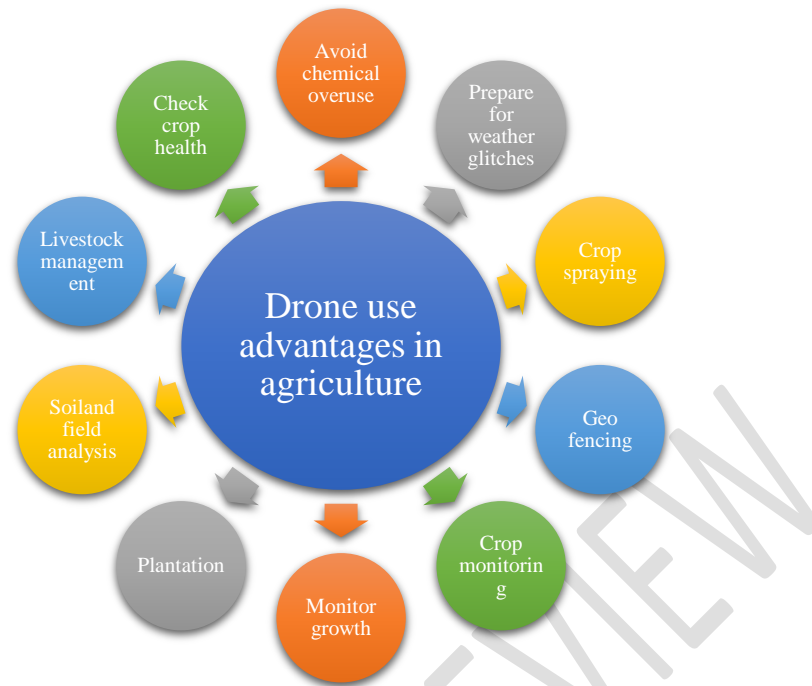 Drone use
advantages in
agriculture
Avoid
chemical
overuse
Prepare
for
weather
glitches
Crop
spraying
Geo
fencing
Crop
monitorin
g
Monitor
growth
Plantation
Soiland
field
analysis
Livestock
managem
ent
Check
crop
health
VIEW